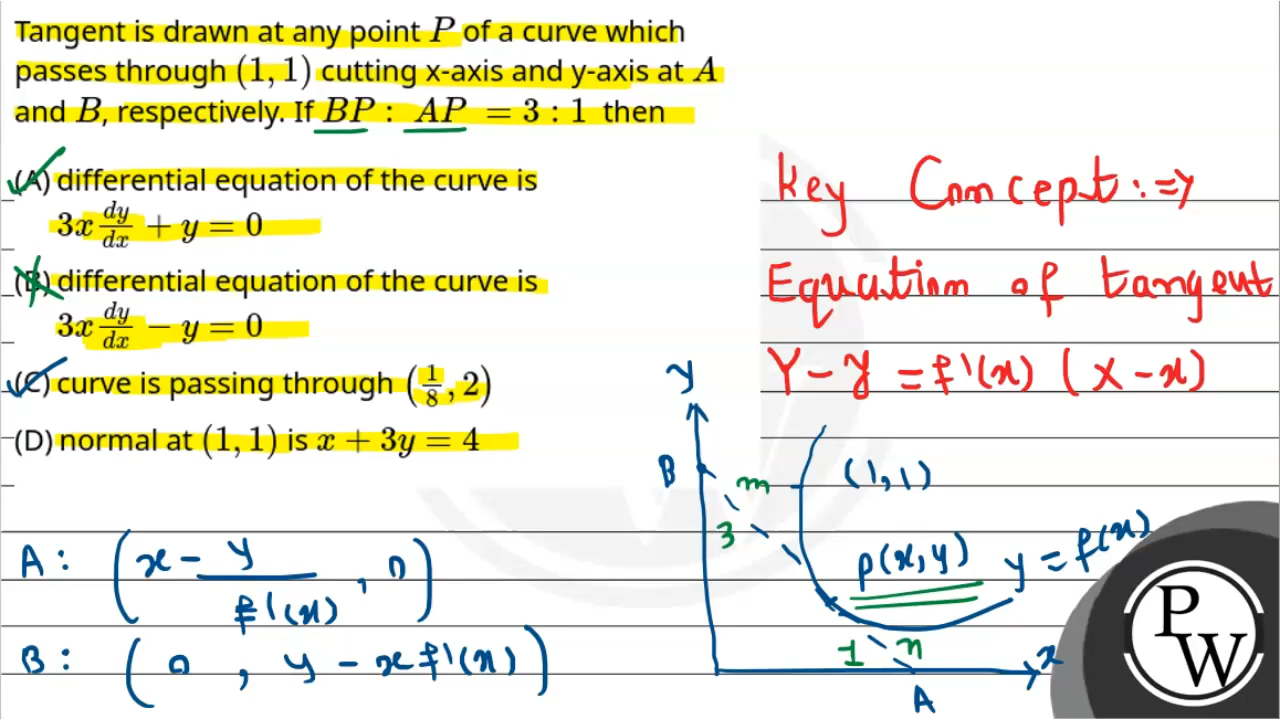 Tangent is drawn at any point P of a curve which
passes through (1, 1) cutting x-axis and y-axis at A
and B, respectively. If BP : AP = 3 : 1 then
(A) differential equation of the curve is
3x dy/dx + y = 0
(B) differential equation of the curve is
3x dy/dx − y = 0
(C) curve is passing through (1/8, 2)
(D) normal at (1, 1) is x + 3y = 4
Key Concept :⇒
Equation of tangent
Y − y = f'(x) (X − x)
y
B
m
(1, 1)
3
P(x, y)
y = f(x)
1
n
x
A
A : (x − y/f'(x) , 0)
B : (0 , y − x f'(x))
P
W